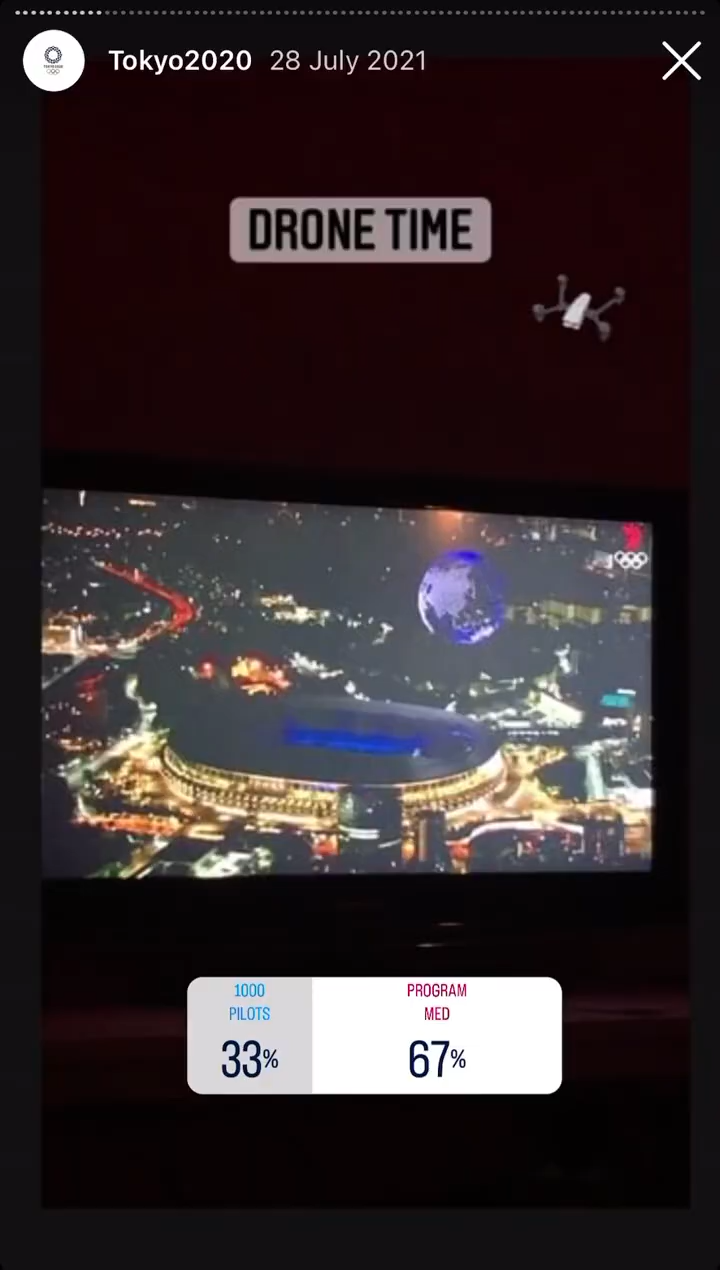 Tokyo2020 28 July 2021
DRONE TIME
1000
PILOTS
33%
PROGRAM
MED
67%